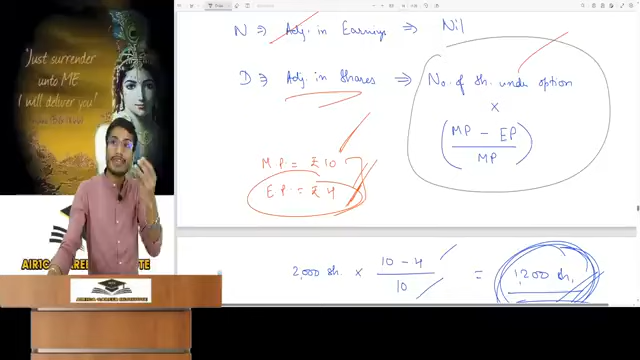 "Just surrender
unto ME
I will deliver you"
N ⇒ Adj. in Earnings ⇒ Nil
D ⇒ Adj. in Shares ⇒ No. of sh. under option
×
(MP - EP / MP)
MP = ₹ 10
EP = ₹ 4
2,000 sh. × 10 - 4 / 10 = 1,200 sh.
AIR1CA CAREER INSTITUTE